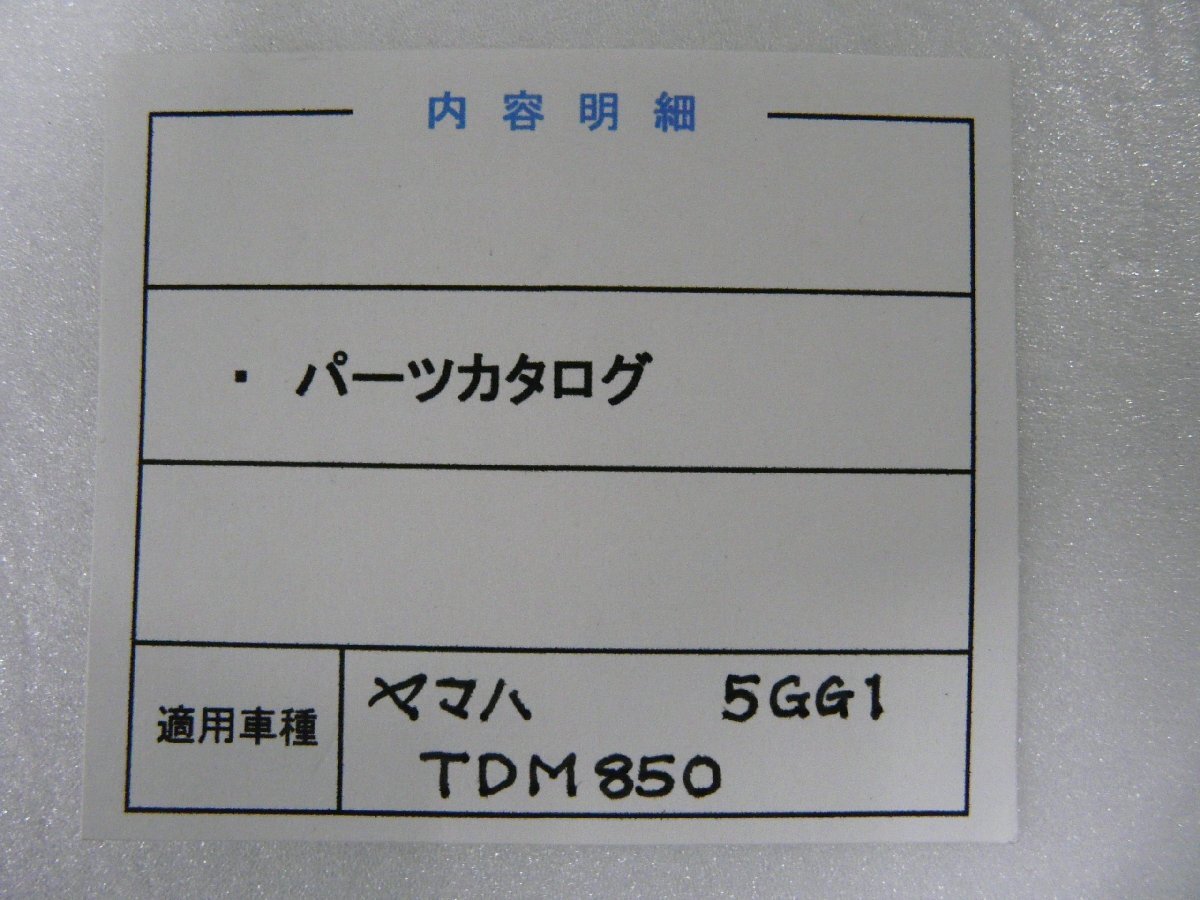 内容明細
・ パーツカタログ
適用車種
ヤマハ 5GG1
TDM850